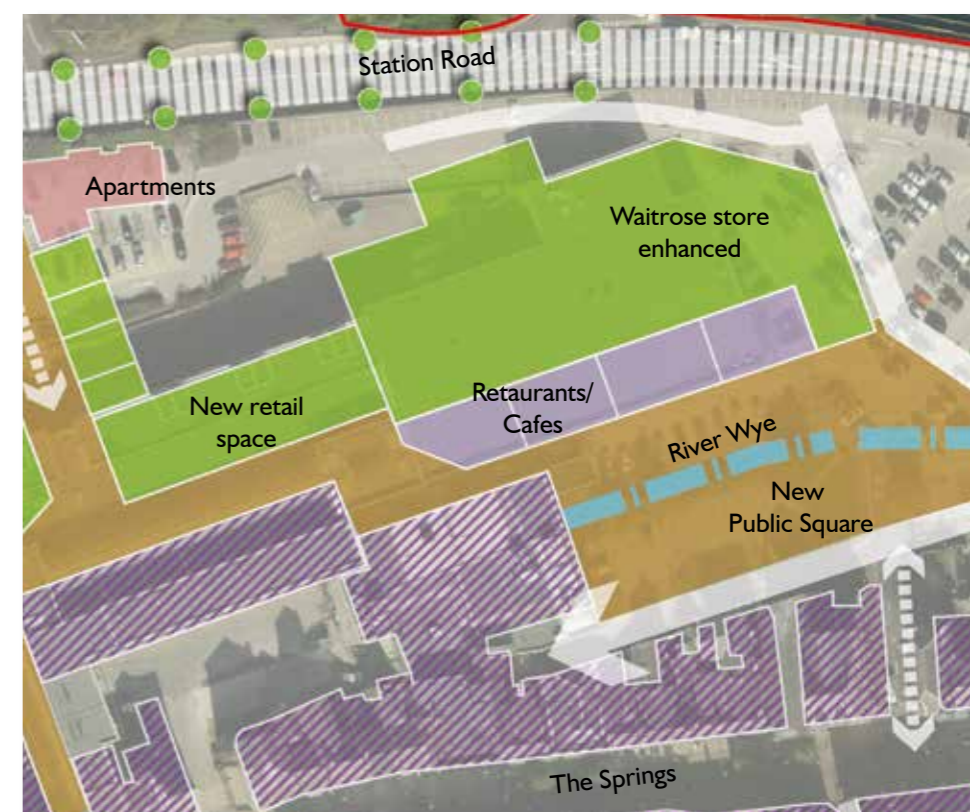 Station Road
Apartments
Waitrose store
enhanced
New retail
space
Retaurants/
Cafes
River Wye
New
Public Square
The Springs